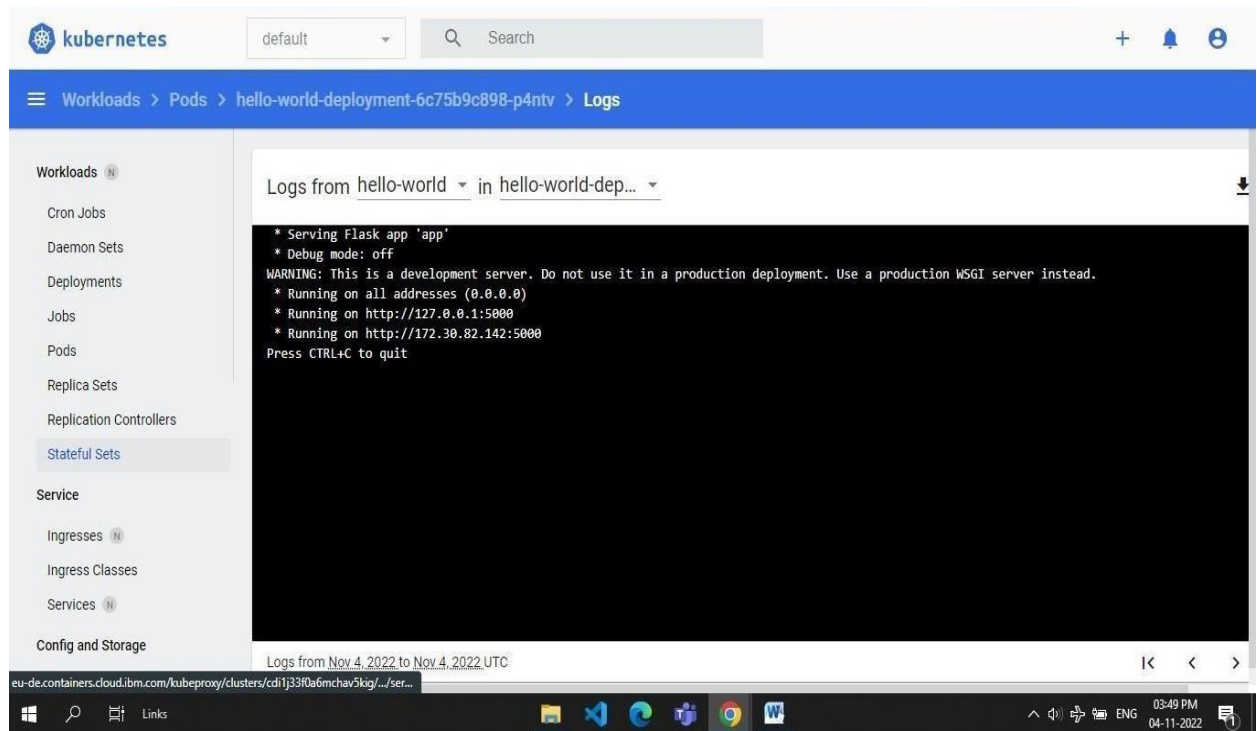 kubernetes
default
Search
Workloads > Pods > hello-world-deployment-6c75b9c898-p4ntv > Logs
Workloads N
Cron Jobs
Daemon Sets
Deployments
Jobs
Pods
Replica Sets
Replication Controllers
Stateful Sets
Service
Ingresses N
Ingress Classes
Services N
Config and Storage
Logs from hello-world in hello-world-dep...
* Serving Flask app 'app'
* Debug mode: off
WARNING: This is a development server. Do not use it in a production deployment. Use a production WSGI server instead.
* Running on all addresses (0.0.0.0)
* Running on http://127.0.0.1:5000
* Running on http://172.30.82.142:5000
Press CTRL+C to quit
Logs from Nov 4, 2022 to Nov 4, 2022 UTC
eu-de.containers.cloud.ibm.com/kubeproxy/clusters/cdi1j33f0a6mchav5kig/.../ser...
Links
ENG
03:49 PM
04-11-2022
1